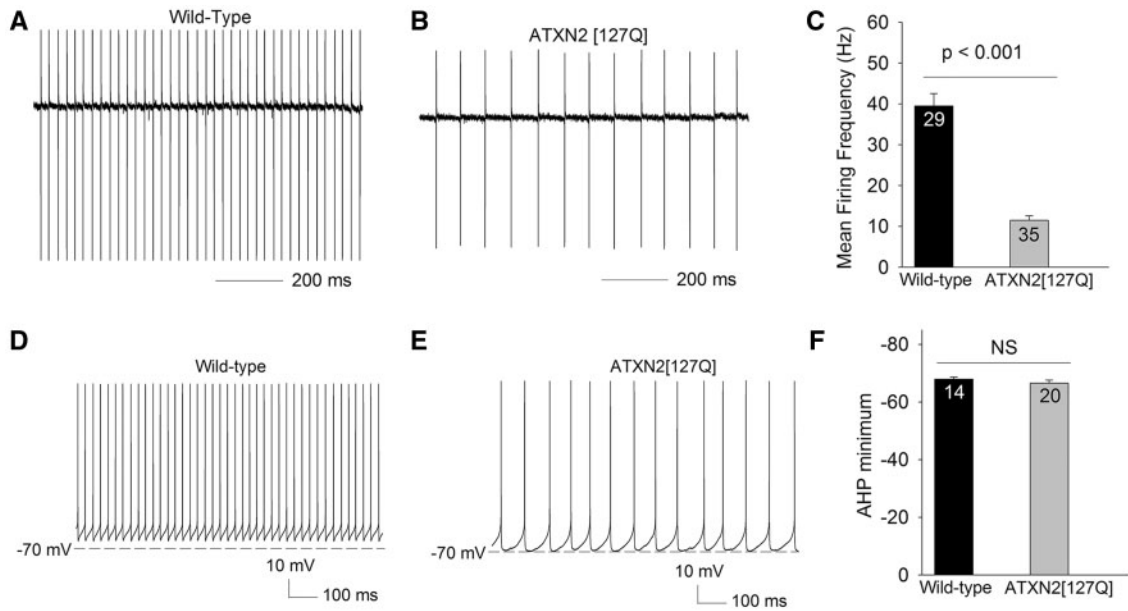 A
Wild-Type
200 ms
B
ATXN2 [127Q]
200 ms
C
Mean Firing Frequency (Hz)
60
50
40
30
20
10
0
p < 0.001
29
35
Wild-type
ATXN2[127Q]
D
Wild-type
-70 mV
10 mV
100 ms
E
ATXN2[127Q]
-70 mV
10 mV
100 ms
F
AHP minimum
-80
-60
-40
-20
0
NS
14
20
Wild-type
ATXN2[127Q]